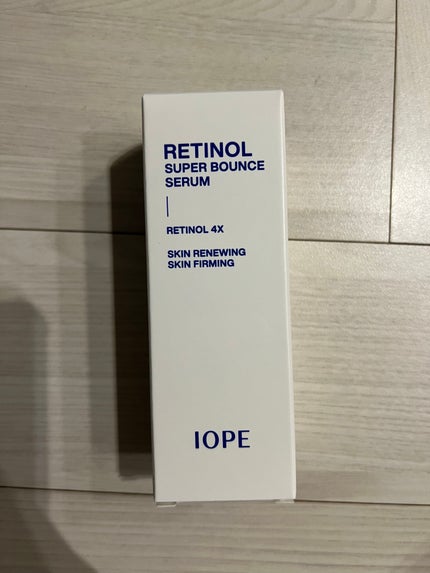 RETINOL
SUPER BOUNCE
SERUM
RETINOL 4X
SKIN RENEWING
SKIN FIRMING
IOPE